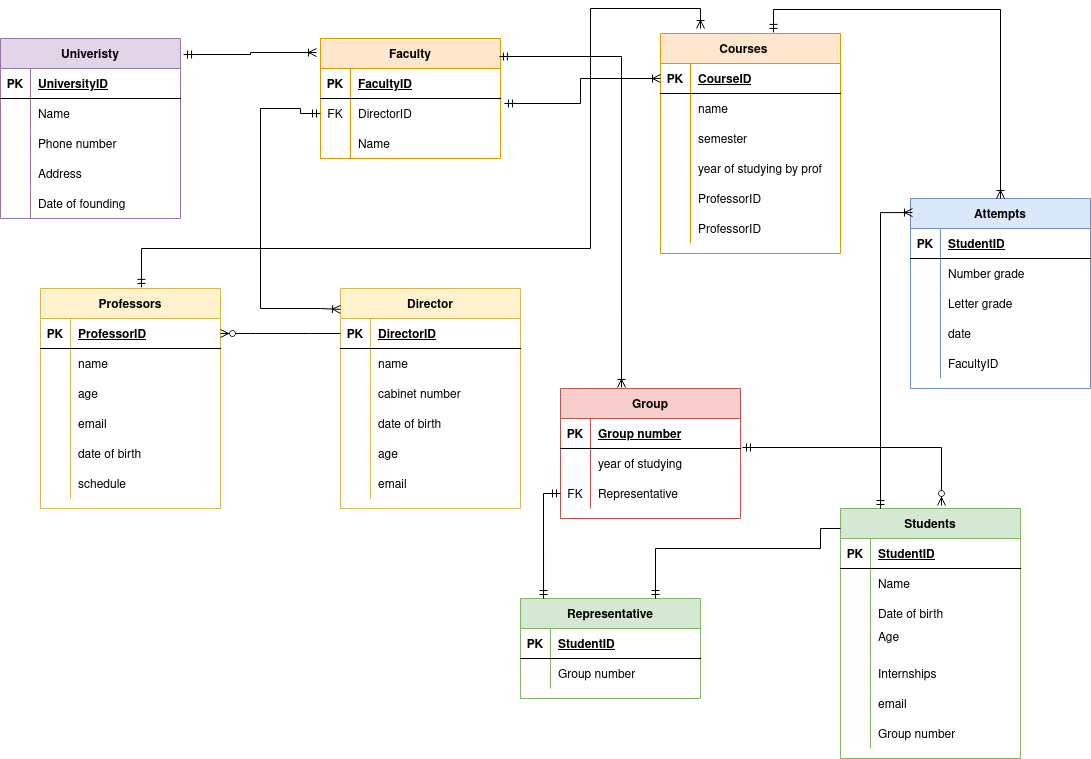 Univeristy
PK UniversityID
Name
Phone number
Address
Date of founding
Faculty
PK FacultyID
FK DirectorID
Name
Courses
PK CourseID
name
semester
year of studying by prof
ProfessorID
ProfessorID
Attempts
PK StudentID
Number grade
Letter grade
date
FacultyID
Professors
PK ProfessorID
name
age
email
date of birth
schedule
Director
PK DirectorID
name
cabinet number
date of birth
age
email
Group
PK Group number
year of studying
FK Representative
Representative
PK StudentID
Group number
Students
PK StudentID
Name
Date of birth
Age
Internships
email
Group number